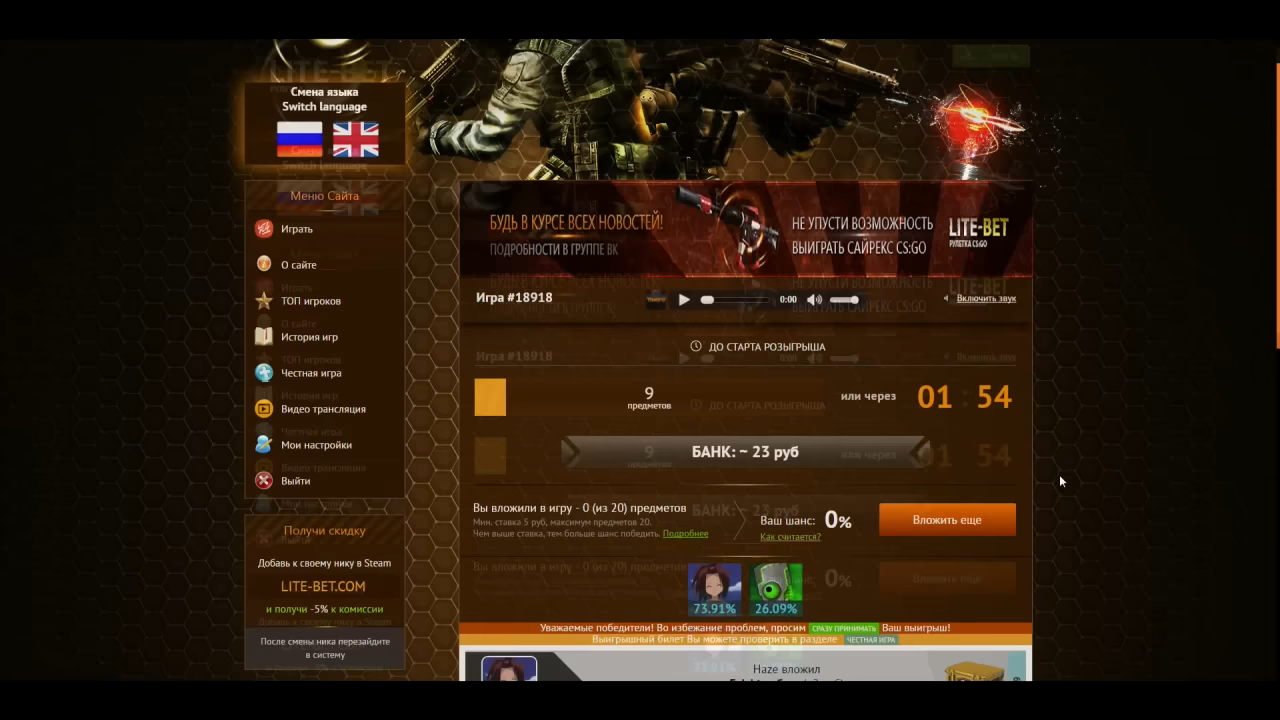 Смена языка
Switch language
Меню Сайта
Играть
О сайте
ТОП игроков
История игр
Честная игра
Видео трансляция
Мои настройки
Выйти
Получи скидку
Добавь к своему нику в Steam
LITE-BET.COM
и получи -5% к комиссии
После смены ника перезайдите
в систему
БУДЬ В КУРСЕ ВСЕХ НОВОСТЕЙ!
ПОДРОБНОСТИ В ГРУППЕ ВК
НЕ УПУСТИ ВОЗМОЖНОСТЬ
ВЫИГРАТЬ САЙРЕКС CS:GO
LITE-BET
РУЛЕТКА CS:GO
Игра #18918
0:00
Включить звук
ДО СТАРТА РОЗЫГРЫША
9
предметов
или через
01 : 54
БАНК: ~ 23 руб
Вы вложили в игру - 0 (из 20) предметов
Мин. ставка 5 руб, максимум предметов 20.
Чем выше ставка, тем больше шанс победить. Подробнее
Ваш шанс: 0%
Как считается?
Вложить еще
73.91%
26.09%
Уважаемые победители! Во избежание проблем, просим СРАЗУ ПРИНИМАТЬ Ваш выигрыш!
Выигрышный билет Вы можете проверить в разделе ЧЕСТНАЯ ИГРА
Haze вложил